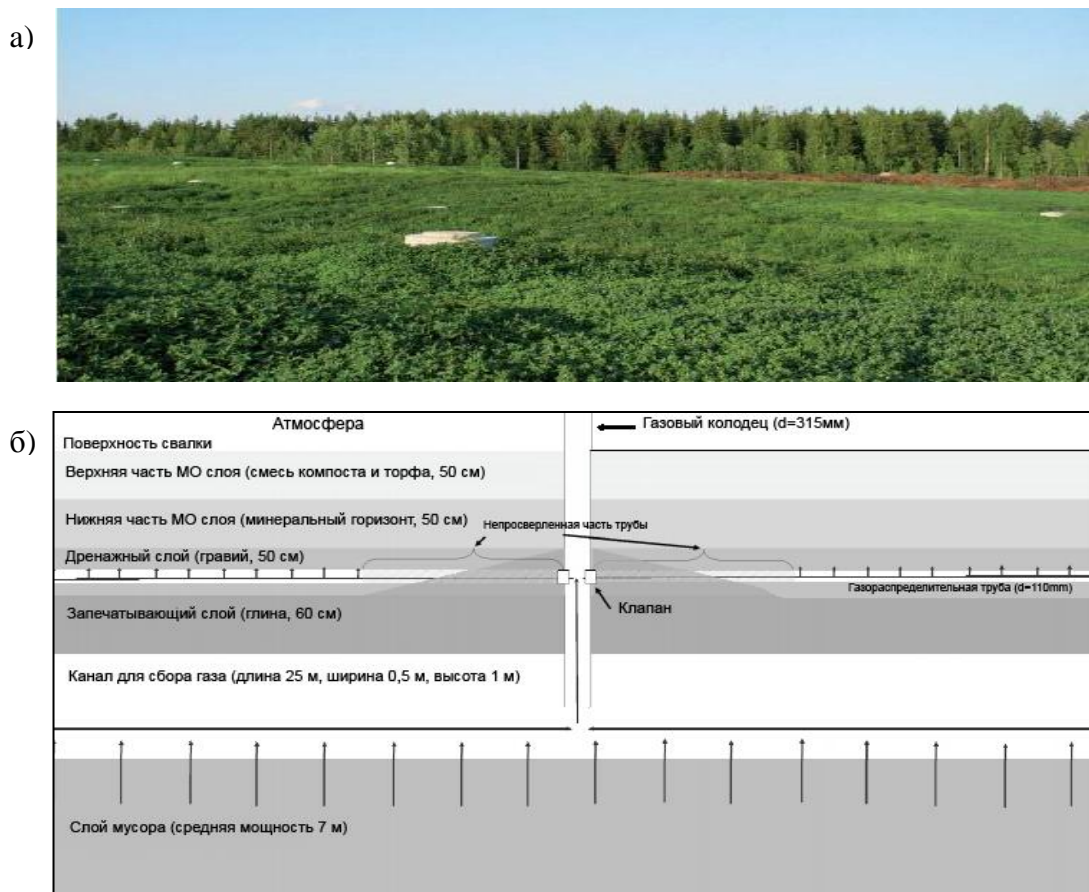 а)
б)
Атмосфера
Газовый колодец (d=315мм)
Поверхность свалки
Верхняя часть МО слоя (смесь компоста и торфа, 50 см)
Нижняя часть МО слоя (минеральный горизонт, 50 см)
Непросверленная часть трубы
Дренажный слой (гравий, 50 см)
Газораспределительная труба (d=110mm)
Запечатывающий слой (глина, 60 см)
Клапан
Канал для сбора газа (длина 25 м, ширина 0,5 м, высота 1 м)
Слой мусора (средняя мощность 7 м)